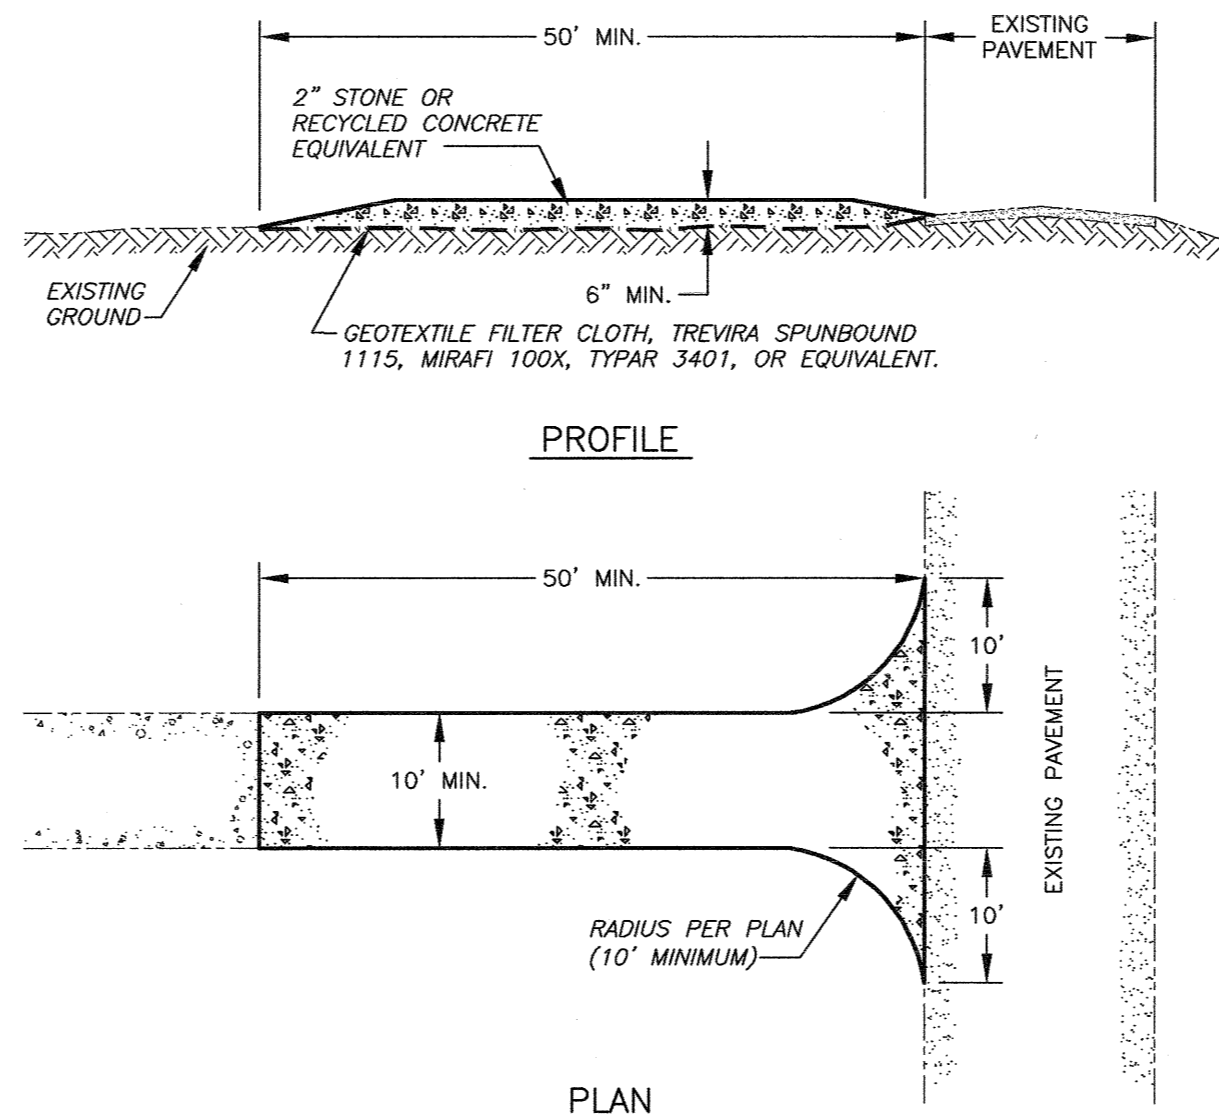 50' MIN.
EXISTING
PAVEMENT
2" STONE OR
RECYCLED CONCRETE
EQUIVALENT
EXISTING
GROUND
6" MIN.
GEOTEXTILE FILTER CLOTH, TREVIRA SPUNBOUND
1115, MIRAFI 100X, TYPAR 3401, OR EQUIVALENT.
PROFILE
50' MIN.
10'
10' MIN.
EXISTING PAVEMENT
10'
RADIUS PER PLAN
(10' MINIMUM)
PLAN